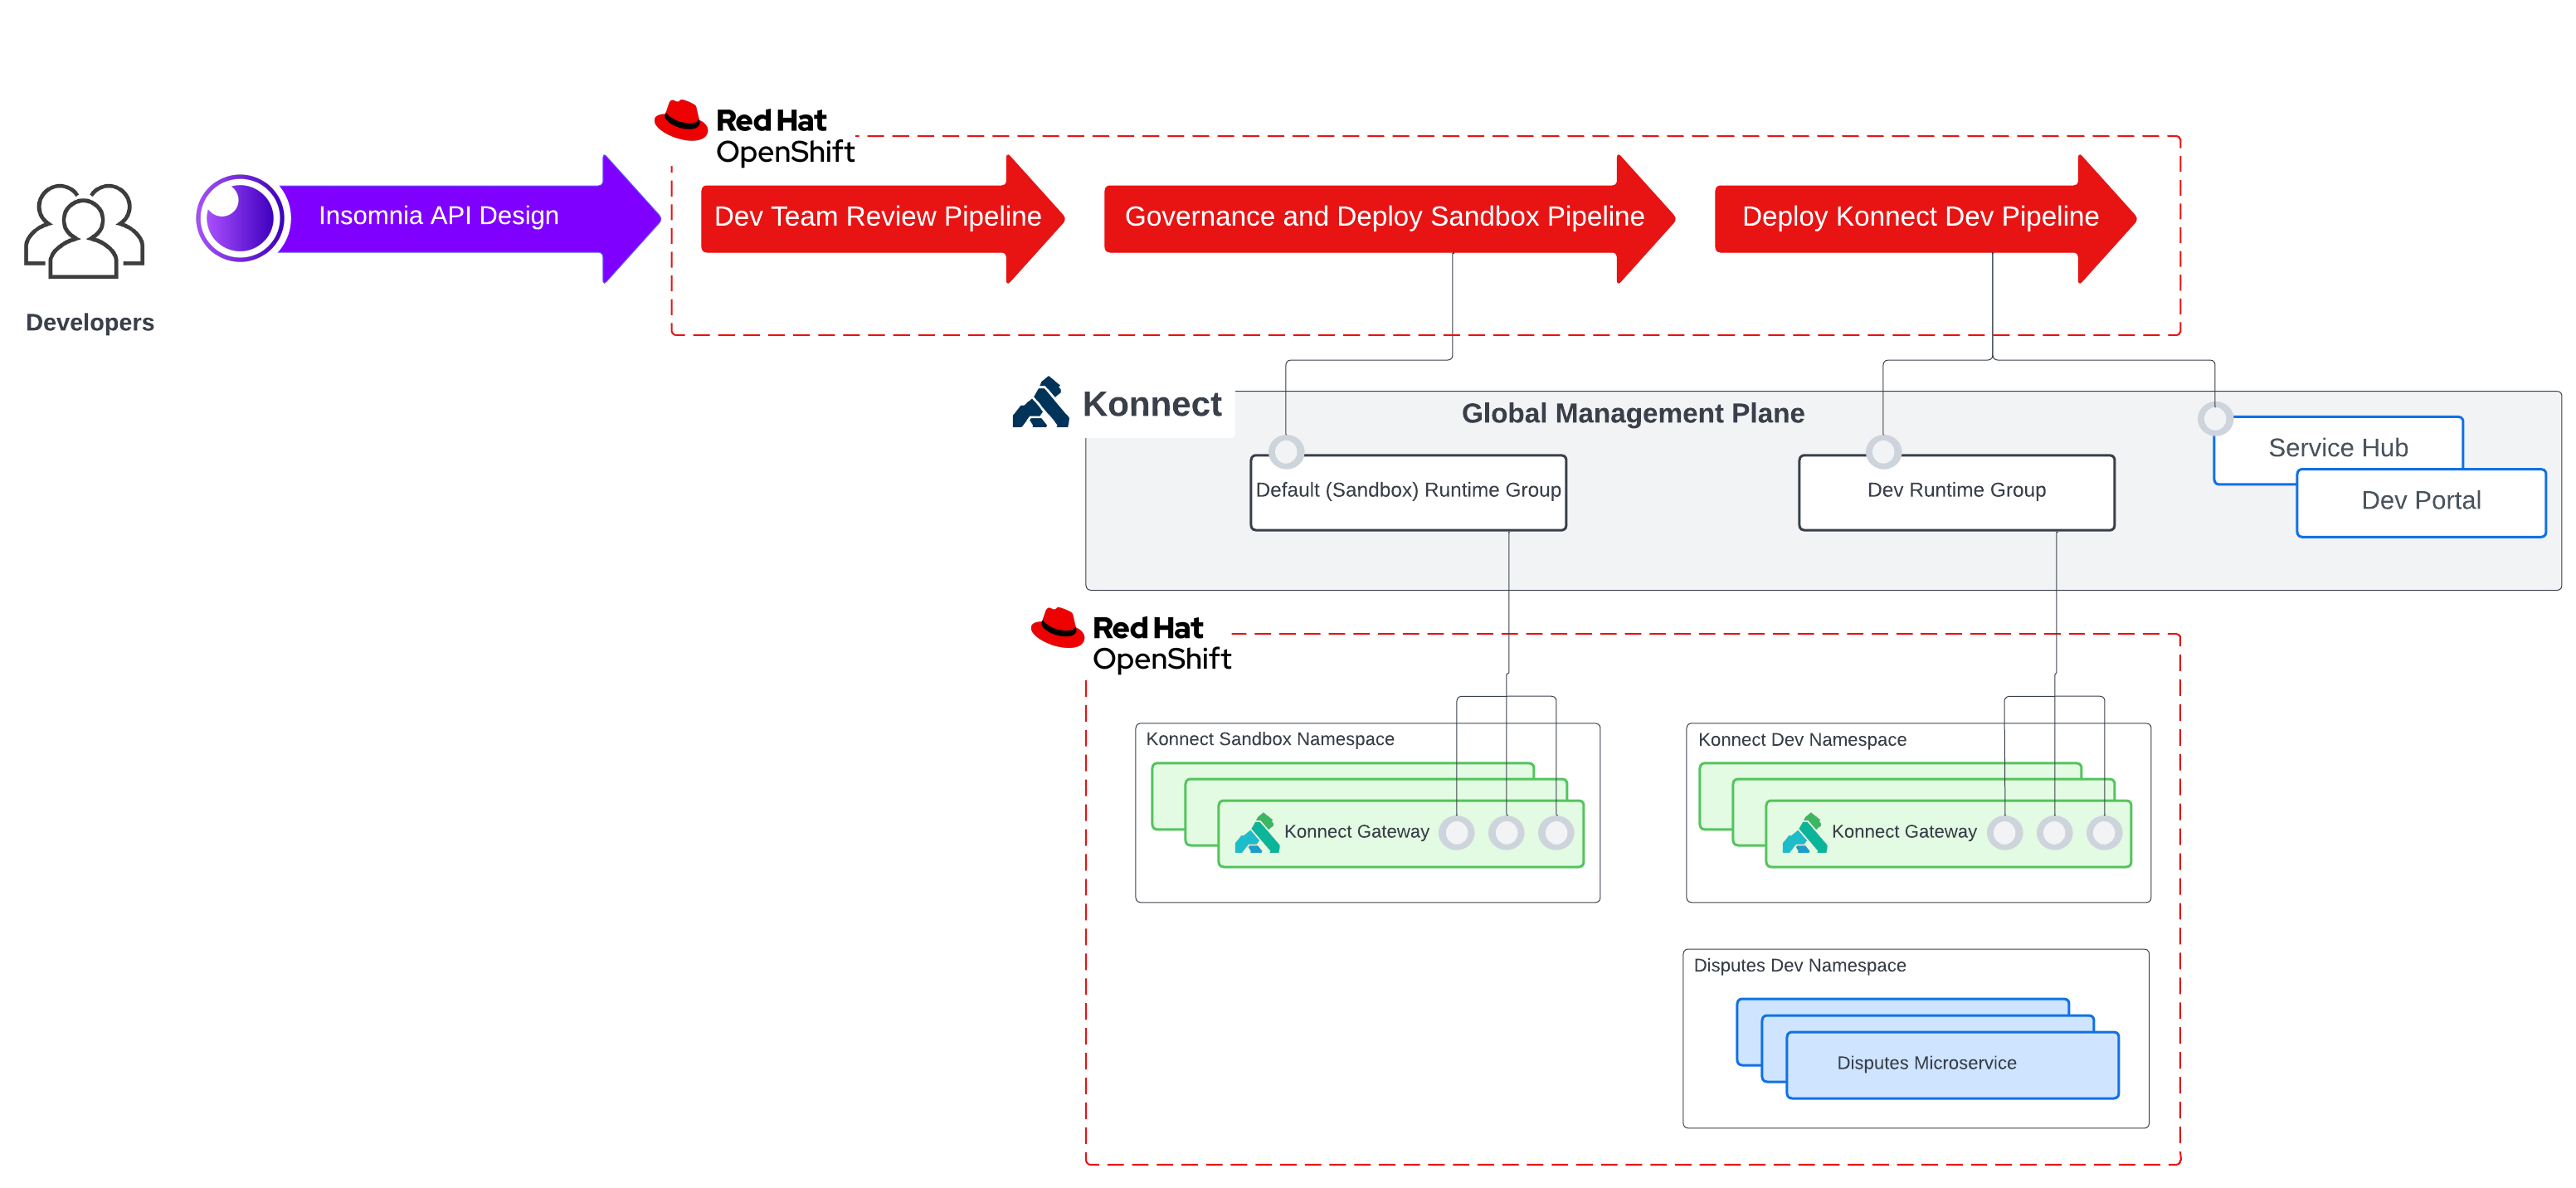 Red Hat
OpenShift
Insomnia API Design
Dev Team Review Pipeline
Governance and Deploy Sandbox Pipeline
Deploy Konnect Dev Pipeline
Developers
Konnect
Global Management Plane
Service Hub
Default (Sandbox) Runtime Group
Dev Runtime Group
Dev Portal
Red Hat
OpenShift
Konnect Sandbox Namespace
Konnect Dev Namespace
Konnect Gateway
Konnect Gateway
Disputes Dev Namespace
Disputes Microservice